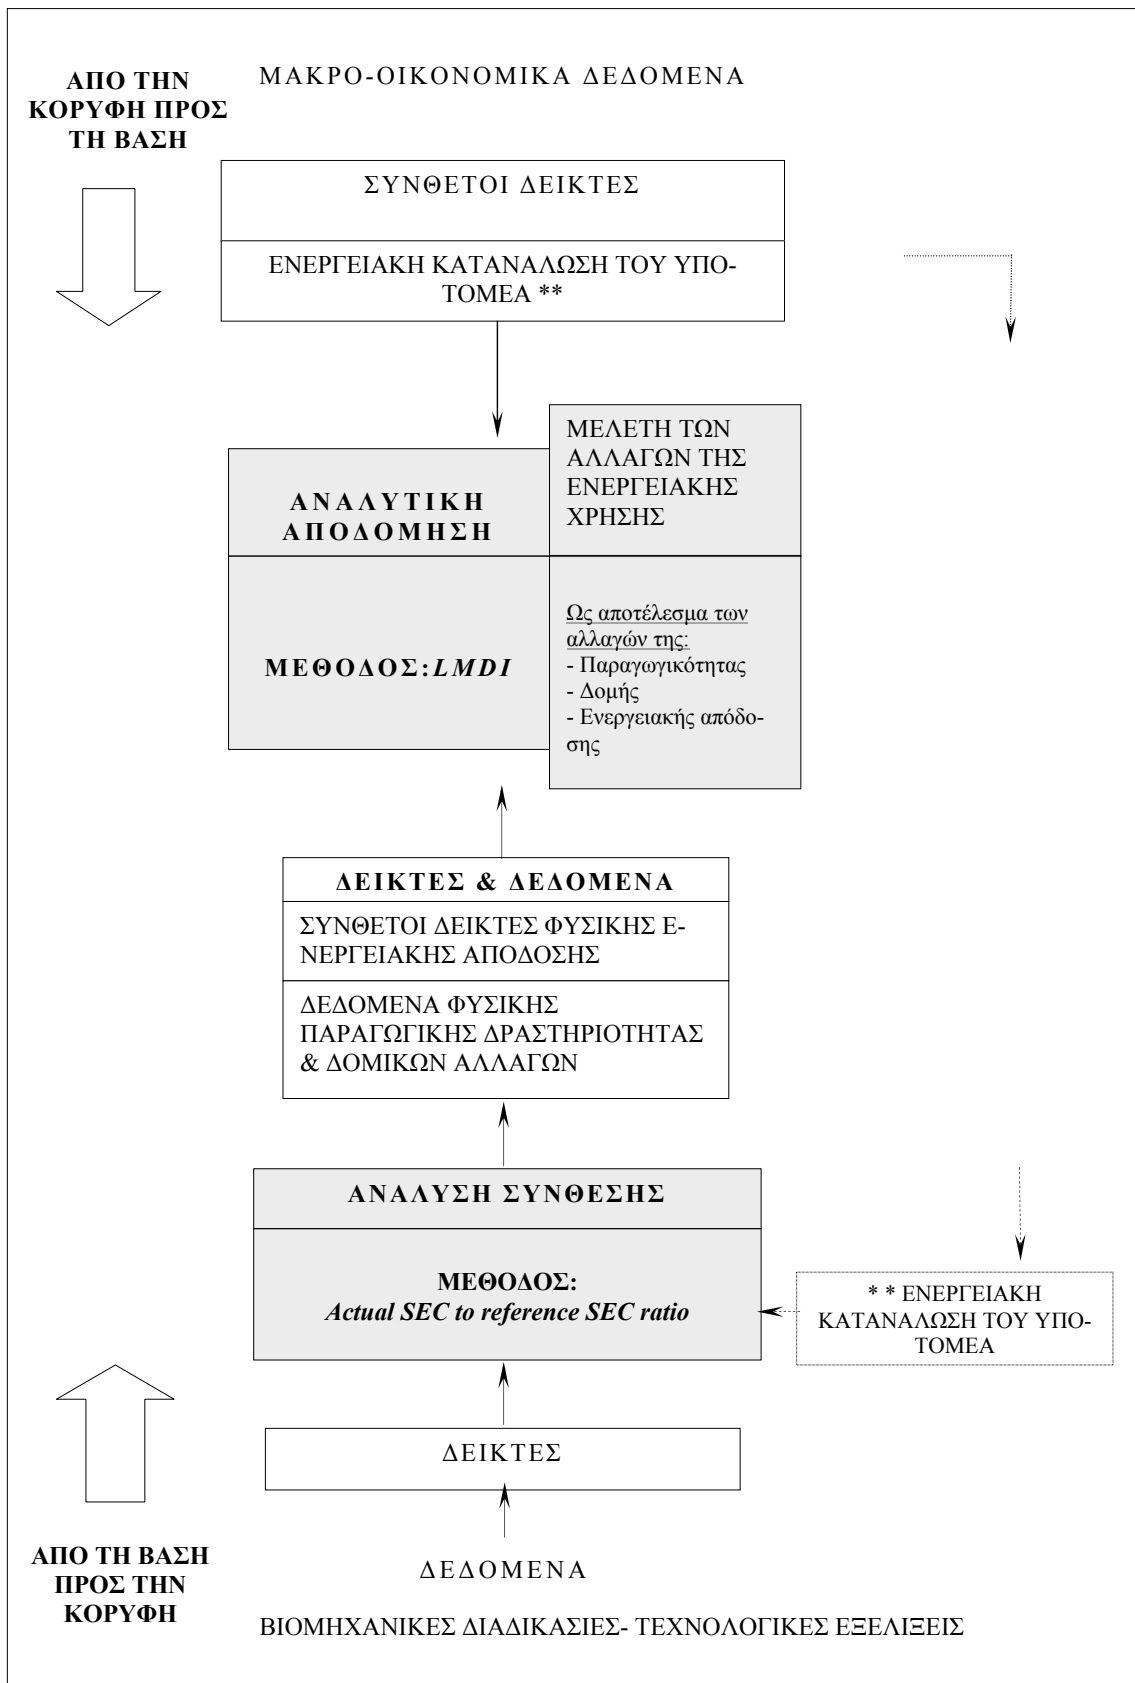 ΑΠΟ ΤΗΝ
ΚΟΡΥΦΗ ΠΡΟΣ
ΤΗ ΒΑΣΗ
ΜΑΚΡΟ-ΟΙΚΟΝΟΜΙΚΑ ΔΕΔΟΜΕΝΑ
ΣΥΝΘΕΤΟΙ ΔΕΙΚΤΕΣ
ΕΝΕΡΓΕΙΑΚΗ ΚΑΤΑΝΑΛΩΣΗ ΤΟΥ ΥΠΟ-
ΤΟΜΕΑ **
ΑΝΑΛΥΤΙΚΗ
ΑΠΟΔΟΜΗΣΗ
ΜΕΛΕΤΗ ΤΩΝ
ΑΛΛΑΓΩΝ ΤΗΣ
ΕΝΕΡΓΕΙΑΚΗΣ
ΧΡΗΣΗΣ
ΜΕΘΟΔΟΣ: LMDI
Ως αποτέλεσμα των
αλλαγών της:
- Παραγωγικότητας
- Δομής
- Ενεργειακής απόδο-
σης
ΔΕΙΚΤΕΣ & ΔΕΔΟΜΕΝΑ
ΣΥΝΘΕΤΟΙ ΔΕΙΚΤΕΣ ΦΥΣΙΚΗΣ Ε-
ΝΕΡΓΕΙΑΚΗΣ ΑΠΟΔΟΣΗΣ
ΔΕΔΟΜΕΝΑ ΦΥΣΙΚΗΣ
ΠΑΡΑΓΩΓΙΚΗΣ ΔΡΑΣΤΗΡΙΟΤΗΤΑΣ
& ΔΟΜΙΚΩΝ ΑΛΛΑΓΩΝ
ΑΝΑΛΥΣΗ ΣΥΝΘΕΣΗΣ
ΜΕΘΟΔΟΣ:
Actual SEC to reference SEC ratio
* * ΕΝΕΡΓΕΙΑΚΗ
ΚΑΤΑΝΑΛΩΣΗ ΤΟΥ ΥΠΟ-
ΤΟΜΕΑ
ΔΕΙΚΤΕΣ
ΑΠΟ ΤΗ ΒΑΣΗ
ΠΡΟΣ ΤΗΝ
ΚΟΡΥΦΗ
ΔΕΔΟΜΕΝΑ
ΒΙΟΜΗΧΑΝΙΚΕΣ ΔΙΑΔΙΚΑΣΙΕΣ- ΤΕΧΝΟΛΟΓΙΚΕΣ ΕΞΕΛΙΞΕΙΣ